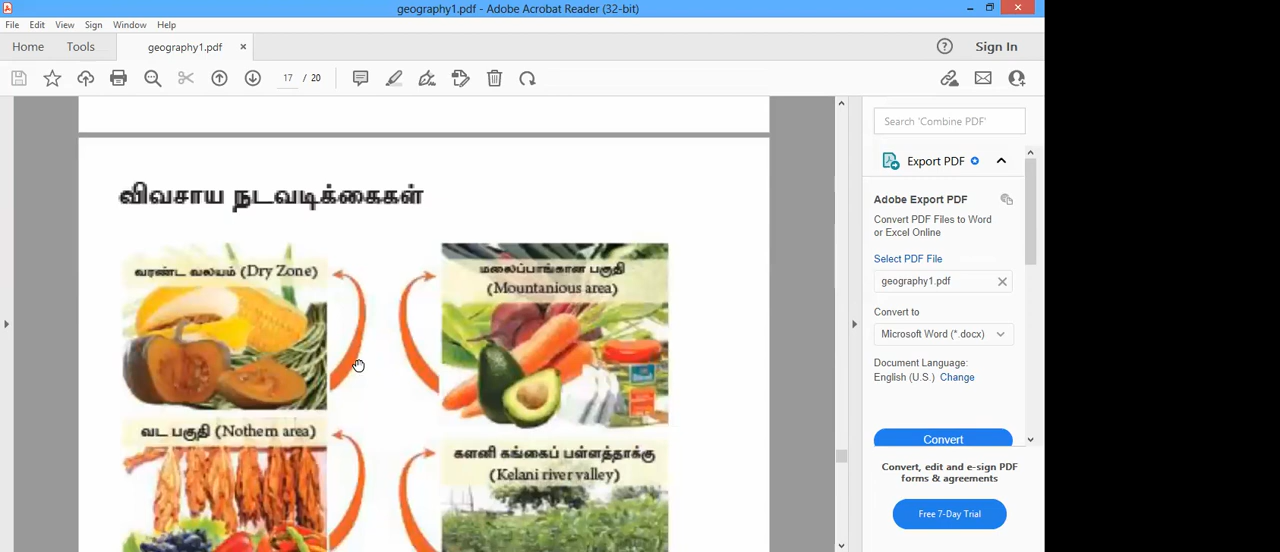 geography1.pdf - Adobe Acrobat Reader (32-bit)
File Edit View Sign Window Help
Home Tools geography1.pdf × Sign In
17 / 20
Search 'Combine PDF'
Export PDF
Adobe Export PDF
Convert PDF Files to Word
or Excel Online
Select PDF File
geography1.pdf
Convert to
Microsoft Word (*.docx)
Document Language:
English (U.S.) Change
Convert
Convert, edit and e-sign PDF
forms & agreements
Free 7-Day Trial
விவசாய நடவடிக்கைகள்
வரண்ட வலயம் (Dry Zone)
மலைப்பாங்கான பகுதி
(Mountanious area)
வட பகுதி (Nothern area)
களனி கங்கைப் பள்ளத்தாக்கு
(Kelani river valley)